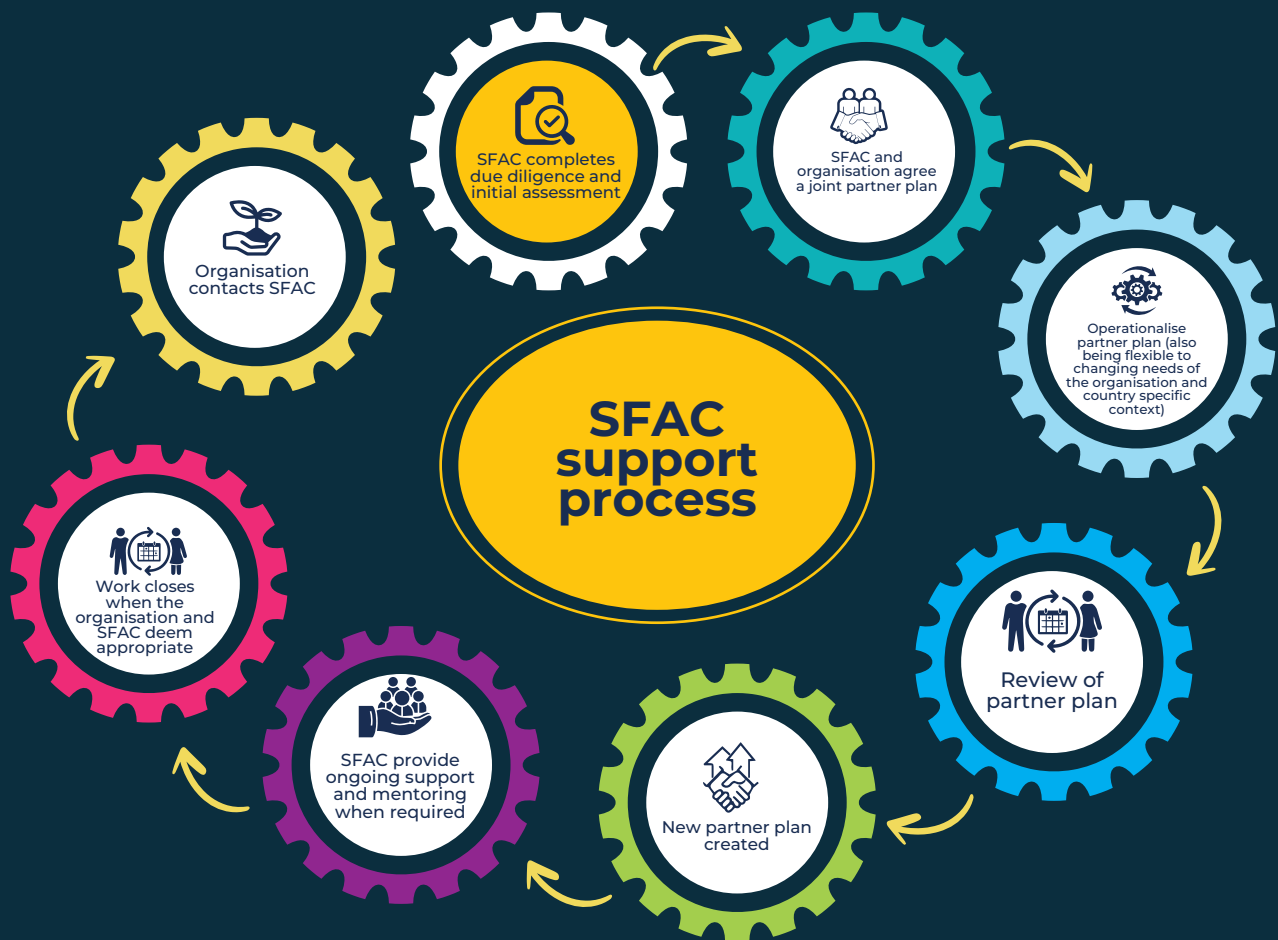 SFAC
support
process
Organisation
contacts SFAC
SFAC completes
due diligence and
initial assessment
SFAC and
organisation agree
a joint partner plan
Operationalise
partner plan (also
being flexible to
changing needs of
the organisation and
country specific
context)
Review of
partner plan
New partner plan
created
SFAC provide
ongoing support
and mentoring
when required
Work closes
when the
organisation and
SFAC deem
appropriate